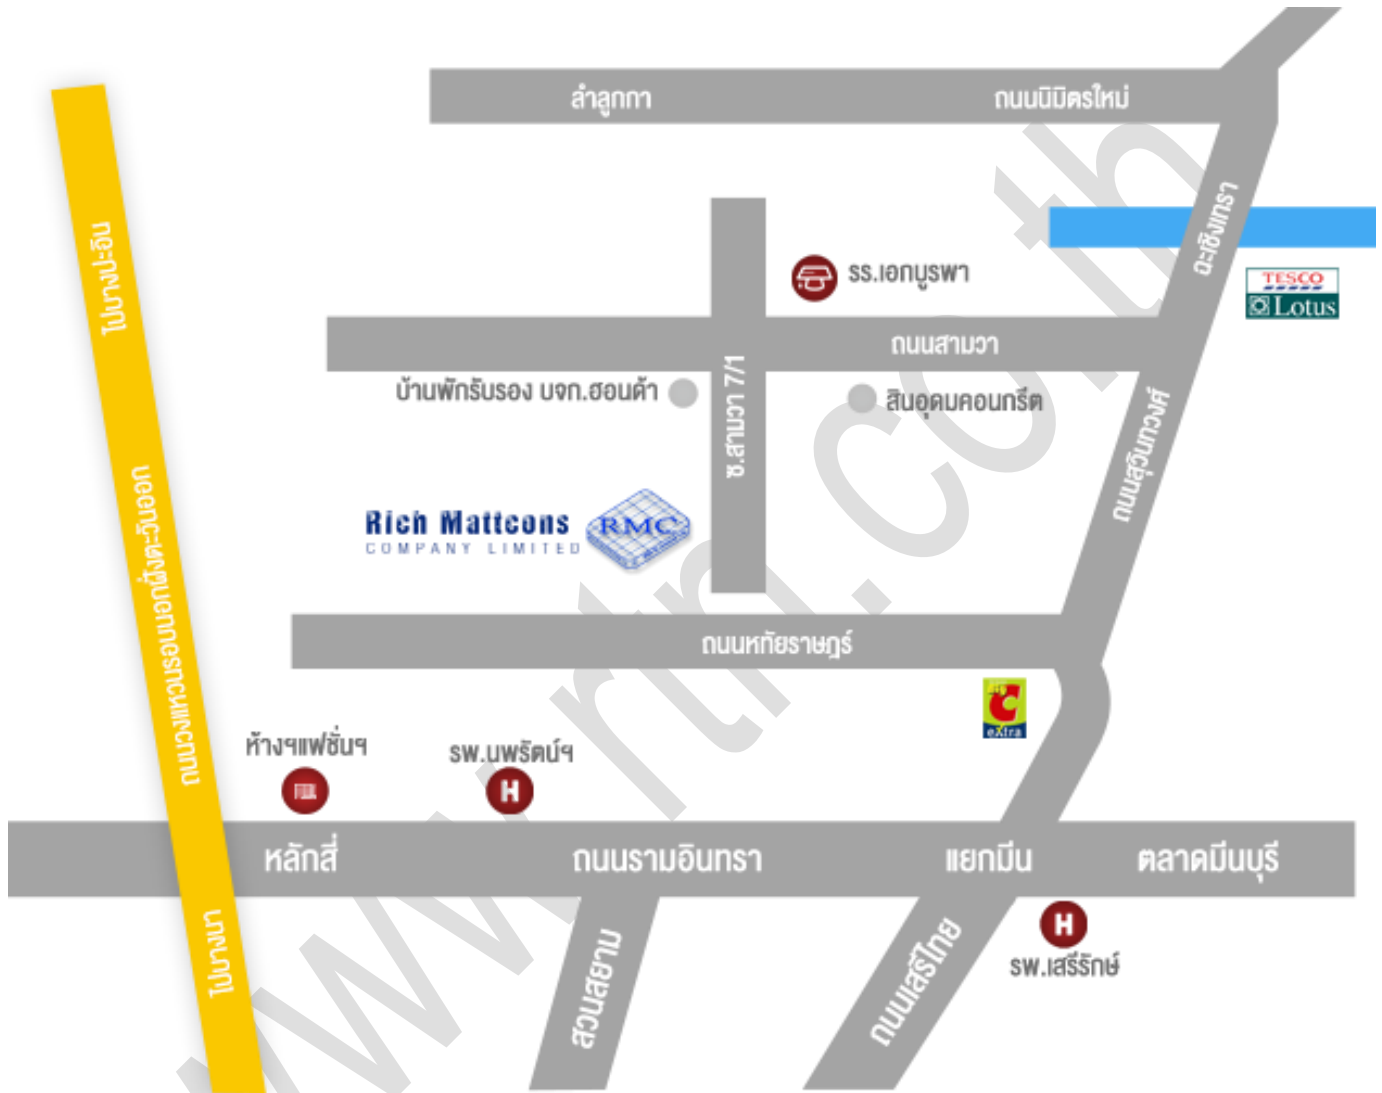 ลำลูกกา
ถนนนิมิตรใหม่
ไปบางปะอิน
ฉะเชิงเทรา
รร.เอกบูรพา
TESCO
Lotus
ถนนสามวา
บ้านพักรับรอง บจก.ฮอนด้า
ซ.สามวา 7/1
สินอุดมคอนกรีต
ถนนสุวินทวงศ์
Rich Mattcons
COMPANY LIMITED
RMC
ถนนวงแหวนรอบนอกฝั่งตะวันออก
ถนนหทัยราษฎร์
C
eXtra
ห้างฯแฟชั่นฯ
รพ.นพรัตน์ฯ
H
หลักสี่
ถนนรามอินทรา
แยกมีน
ตลาดมีนบุรี
ไปบางนา
สวนสยาม
ถนนเสรีไทย
H
รพ.เสรีรักษ์